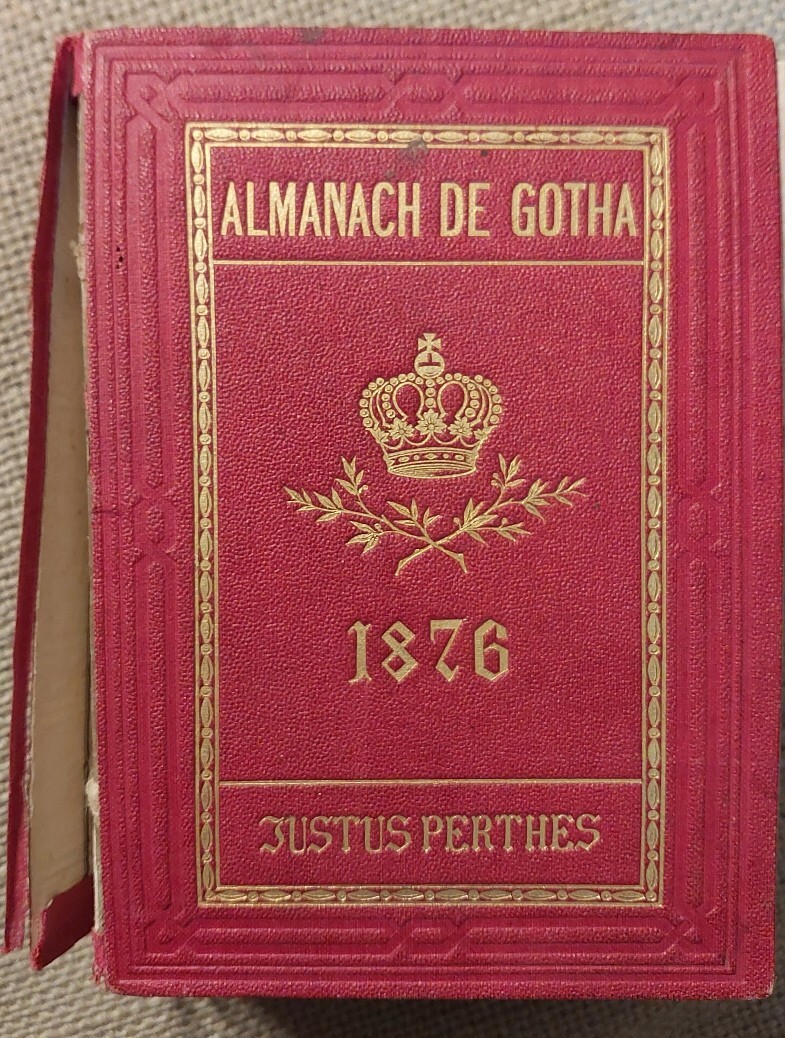 ALMANACH DE GOTHA
1876
JUSTUS PERTHES